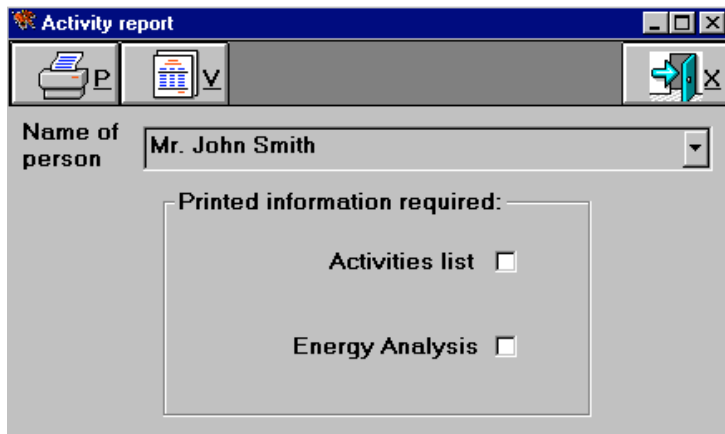 Activity report
P V X
Name of
person
Mr. John Smith
Printed information required:
Activities list
Energy Analysis